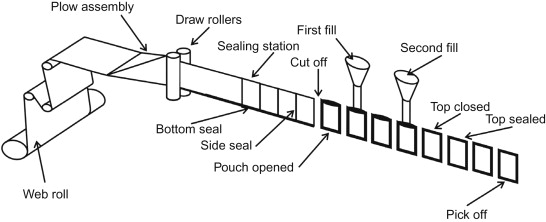 Plow assembly
Draw rollers
First fill
Second fill
Sealing station
Cut off
Top closed
Top sealed
Bottom seal
Side seal
Pouch opened
Web roll
Pick off